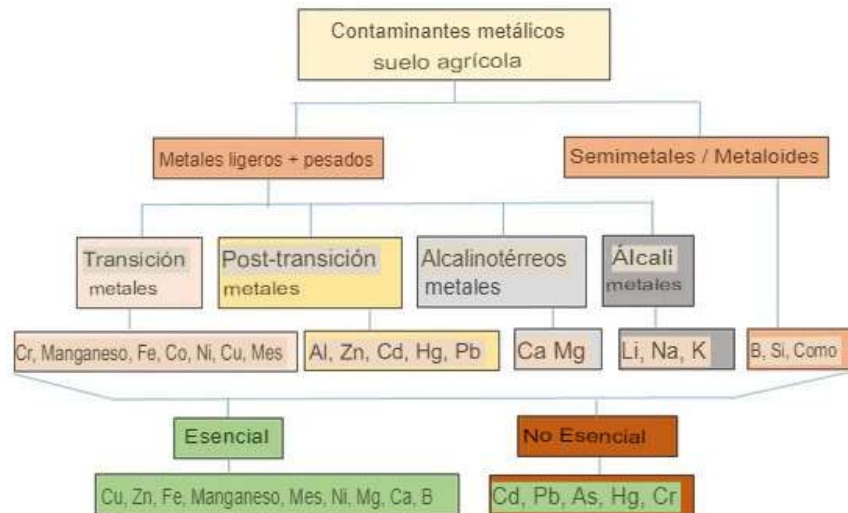 Contaminantes metálicos
suelo agrícola
Metales ligeros + pesados
Semimetales / Metaloides
Transición
metales
Post-transición
metales
Alcalinotérreos
metales
Álcali
metales
Cr, Manganeso, Fe, Co, Ni, Cu, Mes
Al, Zn, Cd, Hg, Pb
Ca Mg
Li, Na, K
B, Si, Como
Esencial
No Esencial
Cu, Zn, Fe, Manganeso, Mes, Ni, Mg, Ca, B
Cd, Pb, As, Hg, Cr